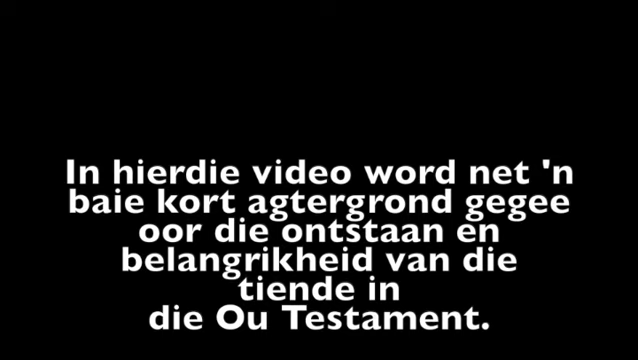 In hierdie video word net 'n
baie kort agtergrond gegee
oor die ontstaan en
belangrikheid van die
tiende in
die Ou Testament.